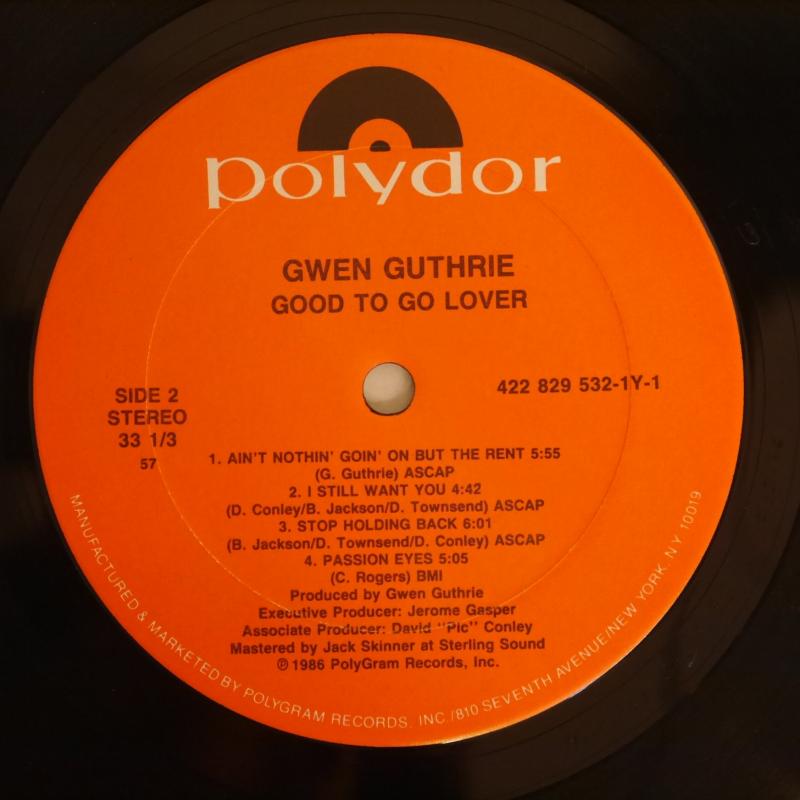 polydor
GWEN GUTHRIE
GOOD TO GO LOVER
SIDE 2
STEREO
33 1/3
57
422 829 532-1Y-1
1. AIN'T NOTHIN' GOIN' ON BUT THE RENT 5:55
(G. Guthrie) ASCAP
2. I STILL WANT YOU 4:42
(D. Conley/B. Jackson/D. Townsend) ASCAP
3. STOP HOLDING BACK 6:01
(B. Jackson/D. Townsend/D. Conley) ASCAP
4. PASSION EYES 5:05
(C. Rogers) BMI
Produced by Gwen Guthrie
Executive Producer: Jerome Gasper
Associate Producer: David "Pic" Conley
Mastered by Jack Skinner at Sterling Sound
℗ 1986 PolyGram Records, Inc.
MANUFACTURED & MARKETED BY POLYGRAM RECORDS, INC./810 SEVENTH AVENUE/NEW YORK, NY 10019